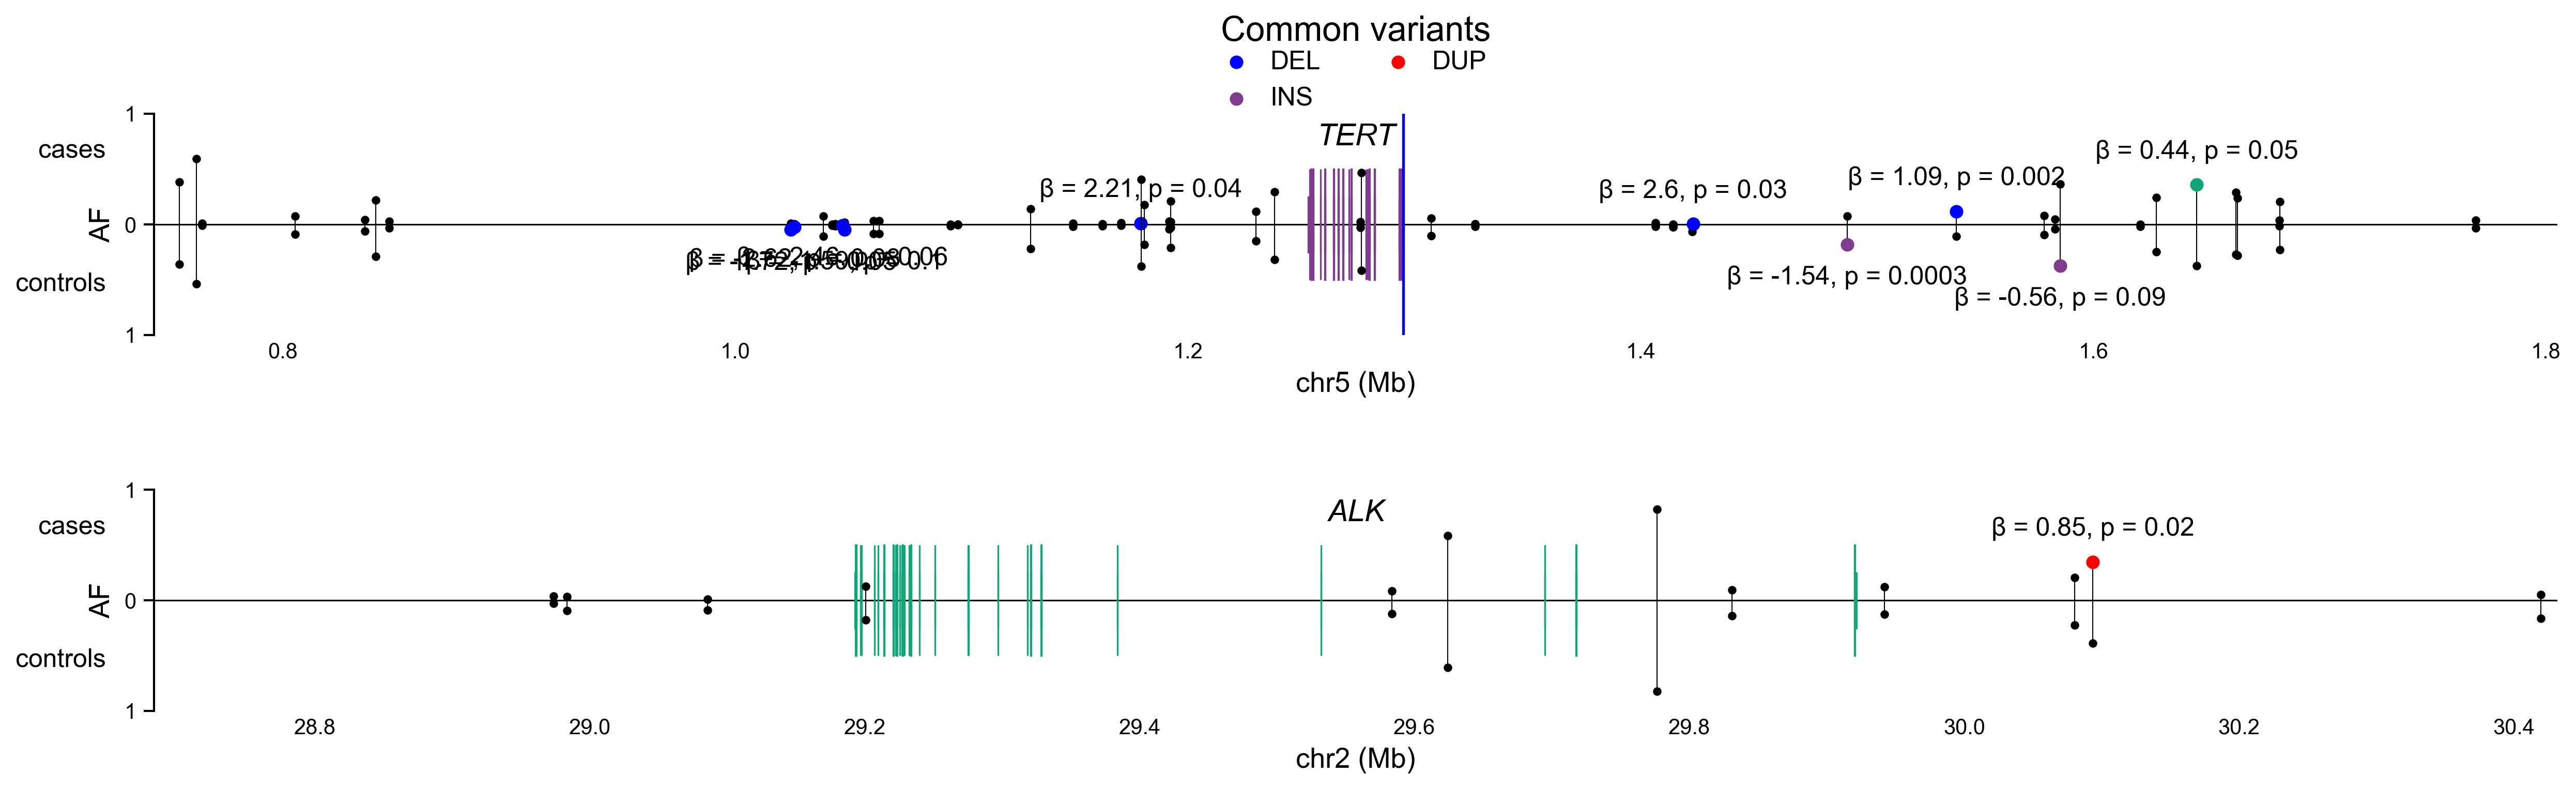 Common variants
DEL
DUP
INS
1
cases
TERT
β = 0.44, p = 0.05
β = 1.09, p = 0.002
β = 2.21, p = 0.04
β = 2.6, p = 0.03
AF
0
controls
β = -1.54, p = 0.0003
β = -0.56, p = 0.09
1
0.8
1.0
1.2
1.4
1.6
1.8
chr5 (Mb)
1
cases
ALK
β = 0.85, p = 0.02
AF
0
controls
1
28.8
29.0
29.2
29.4
29.6
29.8
30.0
30.2
30.4
chr2 (Mb)